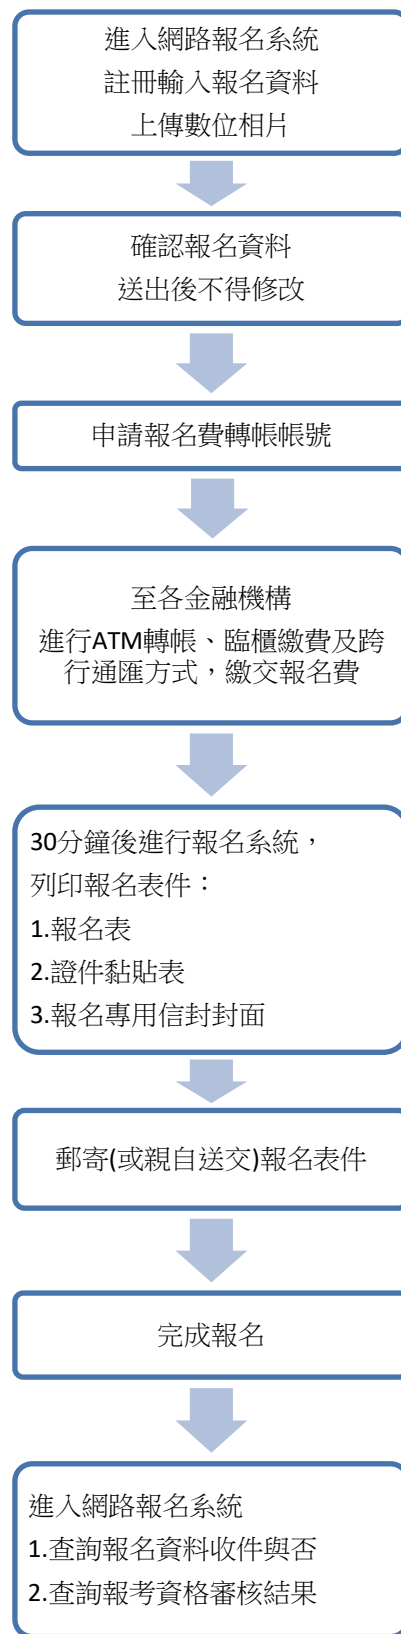 進入網路報名系統
註冊輸入報名資料
上傳數位相片
確認報名資料
送出後不得修改
申請報名費轉帳帳號
至各金融機構
進行ATM轉帳、臨櫃繳費及跨
行通匯方式，繳交報名費
30分鐘後進行報名系統，
列印報名表件：
1.報名表
2.證件黏貼表
3.報名專用信封封面
郵寄(或親自送交)報名表件
完成報名
進入網路報名系統
1.查詢報名資料收件與否
2.查詢報考資格審核結果